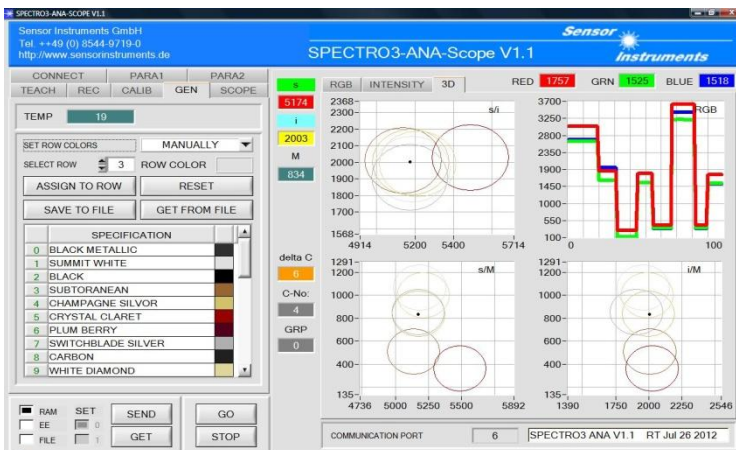 SPECTRO3-ANA-SCOPE V1.1
Sensor Instruments GmbH
Tel. ++49 (0) 8544-9719-0
http://www.sensorinstruments.de
SPECTRO3-ANA-Scope V1.1
Sensor
Instruments
CONNECT PARA1 PARA2
TEACH REC CALIB GEN SCOPE
TEMP 19
SET ROW COLORS MANUALLY
SELECT ROW 3 ROW COLOR
ASSIGN TO ROW RESET
SAVE TO FILE GET FROM FILE
SPECIFICATION
0 BLACK METALLIC
1 SUMMIT WHITE
2 BLACK
3 SUBTORANEAN
4 CHAMPAGNE SILVOR
5 CRYSTAL CLARET
6 PLUM BERRY
7 SWITCHBLADE SILVER
8 CARBON
9 WHITE DIAMOND
RAM SET SEND GO
EE 0
FILE 1 GET STOP
s
5174
i
2003
M
834
delta C
6
C-No:
4
GRP
0
RGB INTENSITY 3D RED 1757 GRN 1525 BLUE 1518
s/i
2368
2300
2200
2100
2000
1900
1800
1700
1568
4914 5200 5400 5714
RGB
3700
3250
2800
2350
1900
1450
1000
550
100
0 100
s/M
1291
1200
1000
800
600
400
135
4736 5000 5250 5500 5892
i/M
1291
1200
1000
800
600
400
135
1390 1750 2000 2250 2546
COMMUNICATION PORT 6 SPECTRO3 ANA V1.1 RT Jul 26 2012